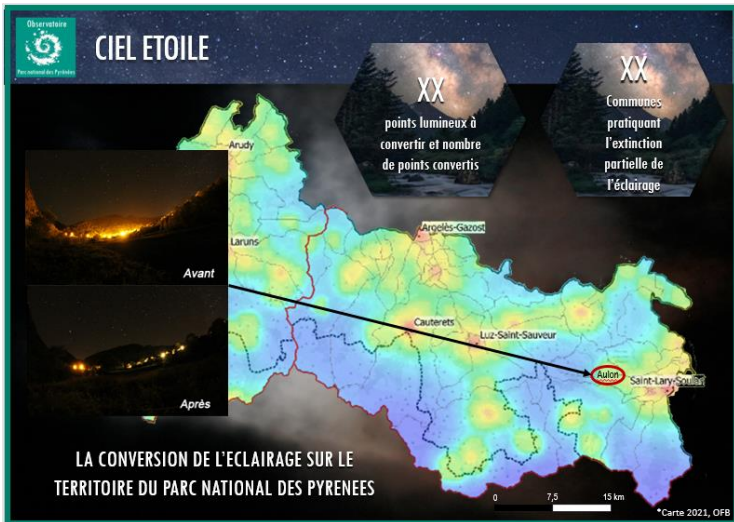 Observatoire
Parc national des Pyrénées
CIEL ETOILE
XX
points lumineux à
convertir et nombre
de points convertis
XX
Communes
pratiquant
l'extinction
partielle de
l'éclairage
Arudy
Laruns
Argelès-Gazost
Cauterets
Luz-Saint-Sauveur
Aulon
Saint-Lary-Soulan
Avant
Après
LA CONVERSION DE L'ECLAIRAGE SUR LE
TERRITOIRE DU PARC NATIONAL DES PYRENEES
0 7,5 15 km
*Carte 2021, OFB